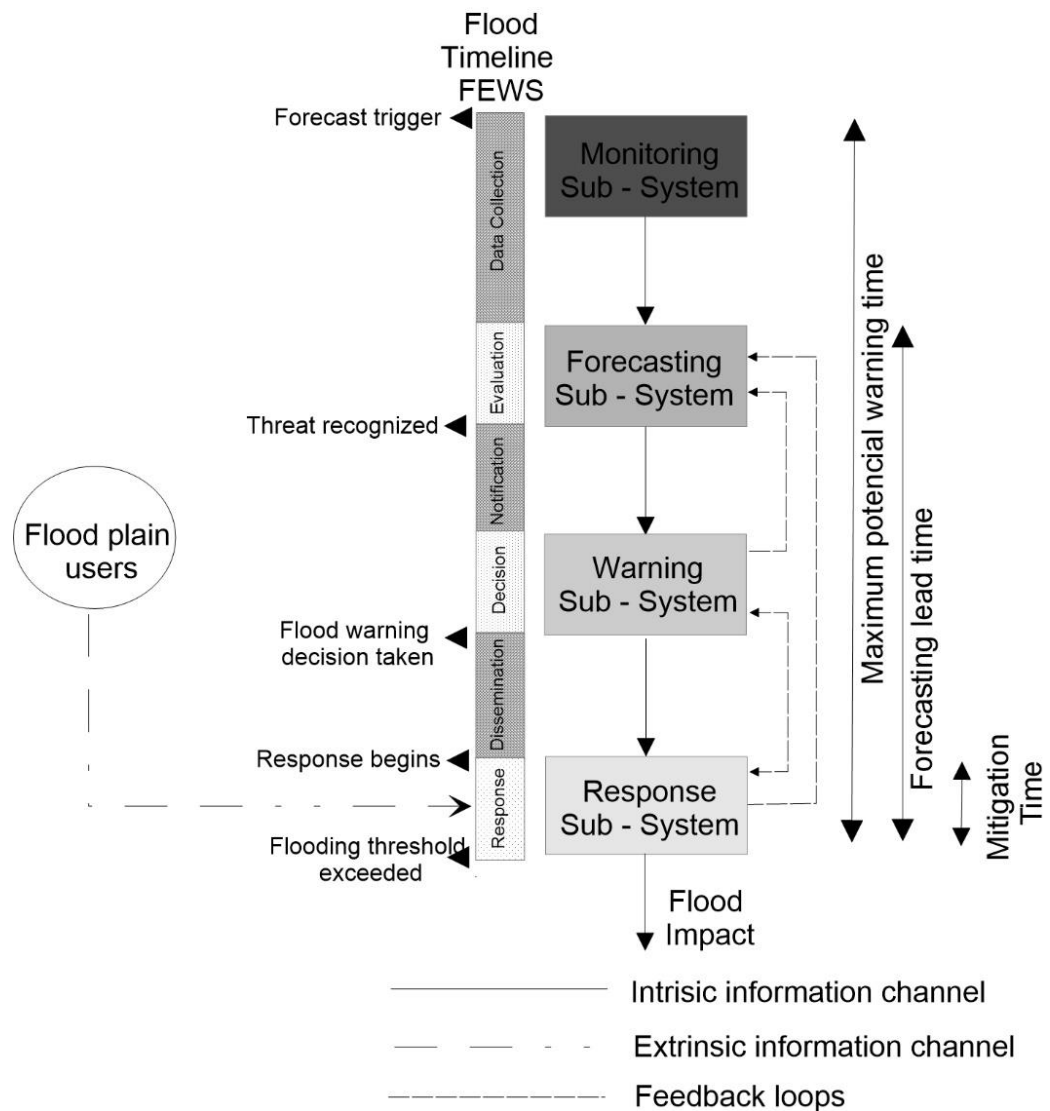 Flood
Timeline
FEWS
Forecast trigger
Data Collection
Monitoring
Sub - System
Evaluation
Forecasting
Sub - System
Threat recognized
Notification
Flood plain
users
Decision
Warning
Sub - System
Flood warning
decision taken
Dissemination
Response begins
Response
Response
Sub - System
Flooding threshold
exceeded
Maximum potencial warning time
Forecasting lead time
Mitigation
Time
Flood
Impact
Intrisic information channel
Extrinsic information channel
Feedback loops